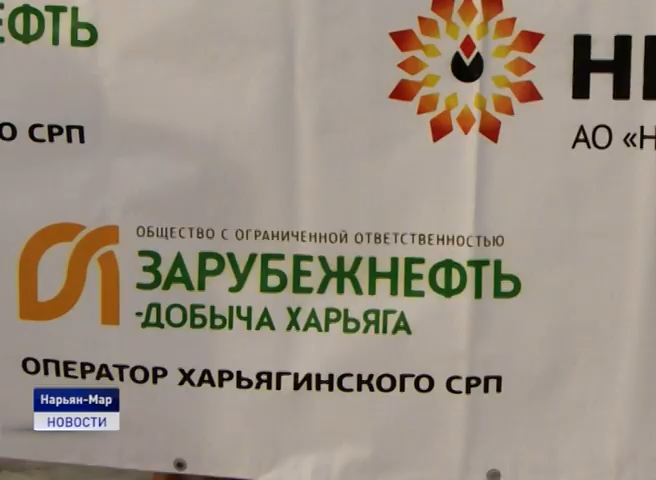 ЕФТЬ
О СРП
АО «Н
ОБЩЕСТВО С ОГРАНИЧЕННОЙ ОТВЕТСТВЕННОСТЬЮ
ЗАРУБЕЖНЕФТЬ
-ДОБЫЧА ХАРЬЯГА
ОПЕРАТОР ХАРЬЯГИНСКОГО СРП
Нарьян-Мар
НОВОСТИ